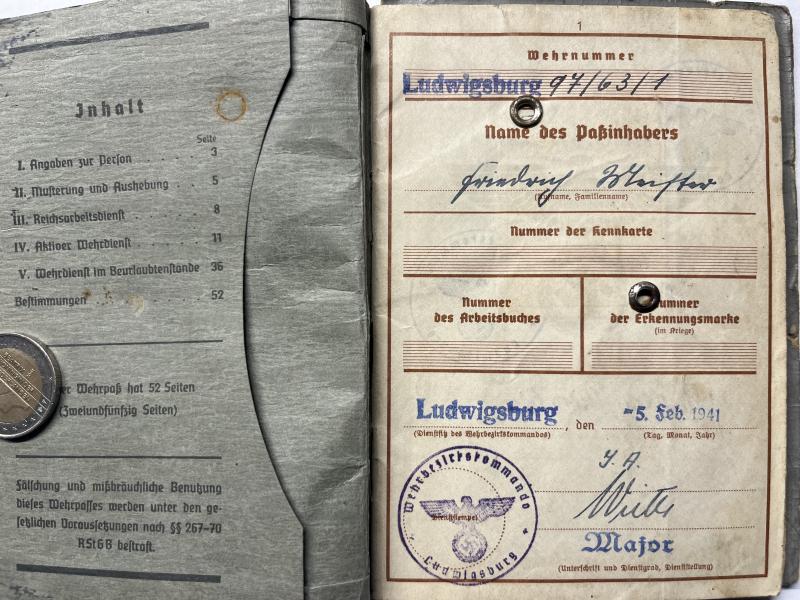 Inhalt
Seite
I. Angaben zur Person . . . . 3
II. Musterung und Aushebung . . . . 5
III. Reichsarbeitsdienst . . . . 8
IV. Aktiver Wehrdienst . . . . 11
V. Wehrdienst im Beurlaubtenstande 36
Bestimmungen . . . . 52
er Wehrpaß hat 52 Seiten
(Zweiundfünfzig Seiten)
Fälschung und mißbräuchliche Benutzung
dieses Wehrpasses werden unter den ge-
setzlichen Voraussetzungen nach §§ 267-70
RStGB bestraft.
1
Wehrnummer
Ludwigsburg 97/63/1
Name des Paßinhabers
Friedrich Meister
(Rufname, Familienname)
Nummer der Kennkarte
Nummer
des Arbeitsbuches
Nummer
der Erkennungsmarke
(im Kriege)
Ludwigsburg, den -5. Feb. 1941
(Dienstsitz des Wehrbezirkskommandos) (Tag, Monat, Jahr)
I. A.
Wehrbezirkskommando
Dienststempel
Ludwigsburg
Major
(Unterschrift und Dienstgrad, Dienststellung)